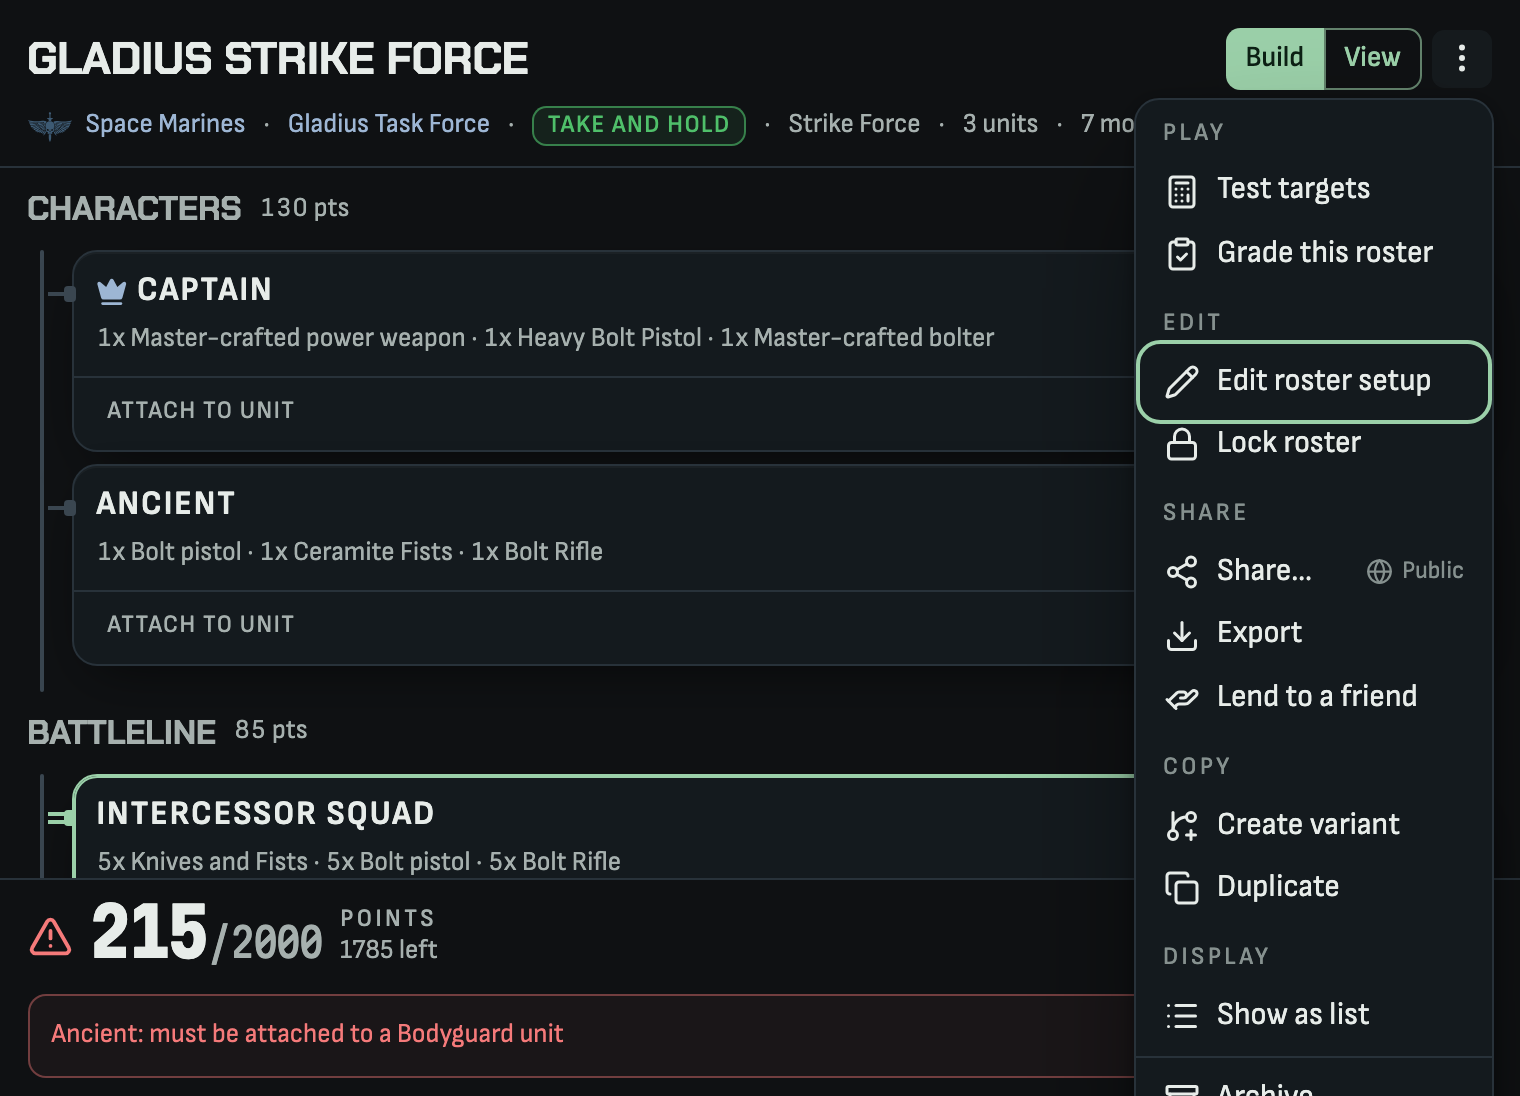 GLADIUS STRIKE FORCE
Build View
Space Marines · Gladius Task Force · TAKE AND HOLD · Strike Force · 3 units · 7 mo
CHARACTERS 130 pts
CAPTAIN
1x Master-crafted power weapon · 1x Heavy Bolt Pistol · 1x Master-crafted bolter
ATTACH TO UNIT
ANCIENT
1x Bolt pistol · 1x Ceramite Fists · 1x Bolt Rifle
ATTACH TO UNIT
BATTLELINE 85 pts
INTERCESSOR SQUAD
5x Knives and Fists · 5x Bolt pistol · 5x Bolt Rifle
215/2000
POINTS
1785 left
Ancient: must be attached to a Bodyguard unit
PLAY
Test targets
Grade this roster
EDIT
Edit roster setup
Lock roster
SHARE
Share... Public
Export
Lend to a friend
COPY
Create variant
Duplicate
DISPLAY
Show as list
Archive